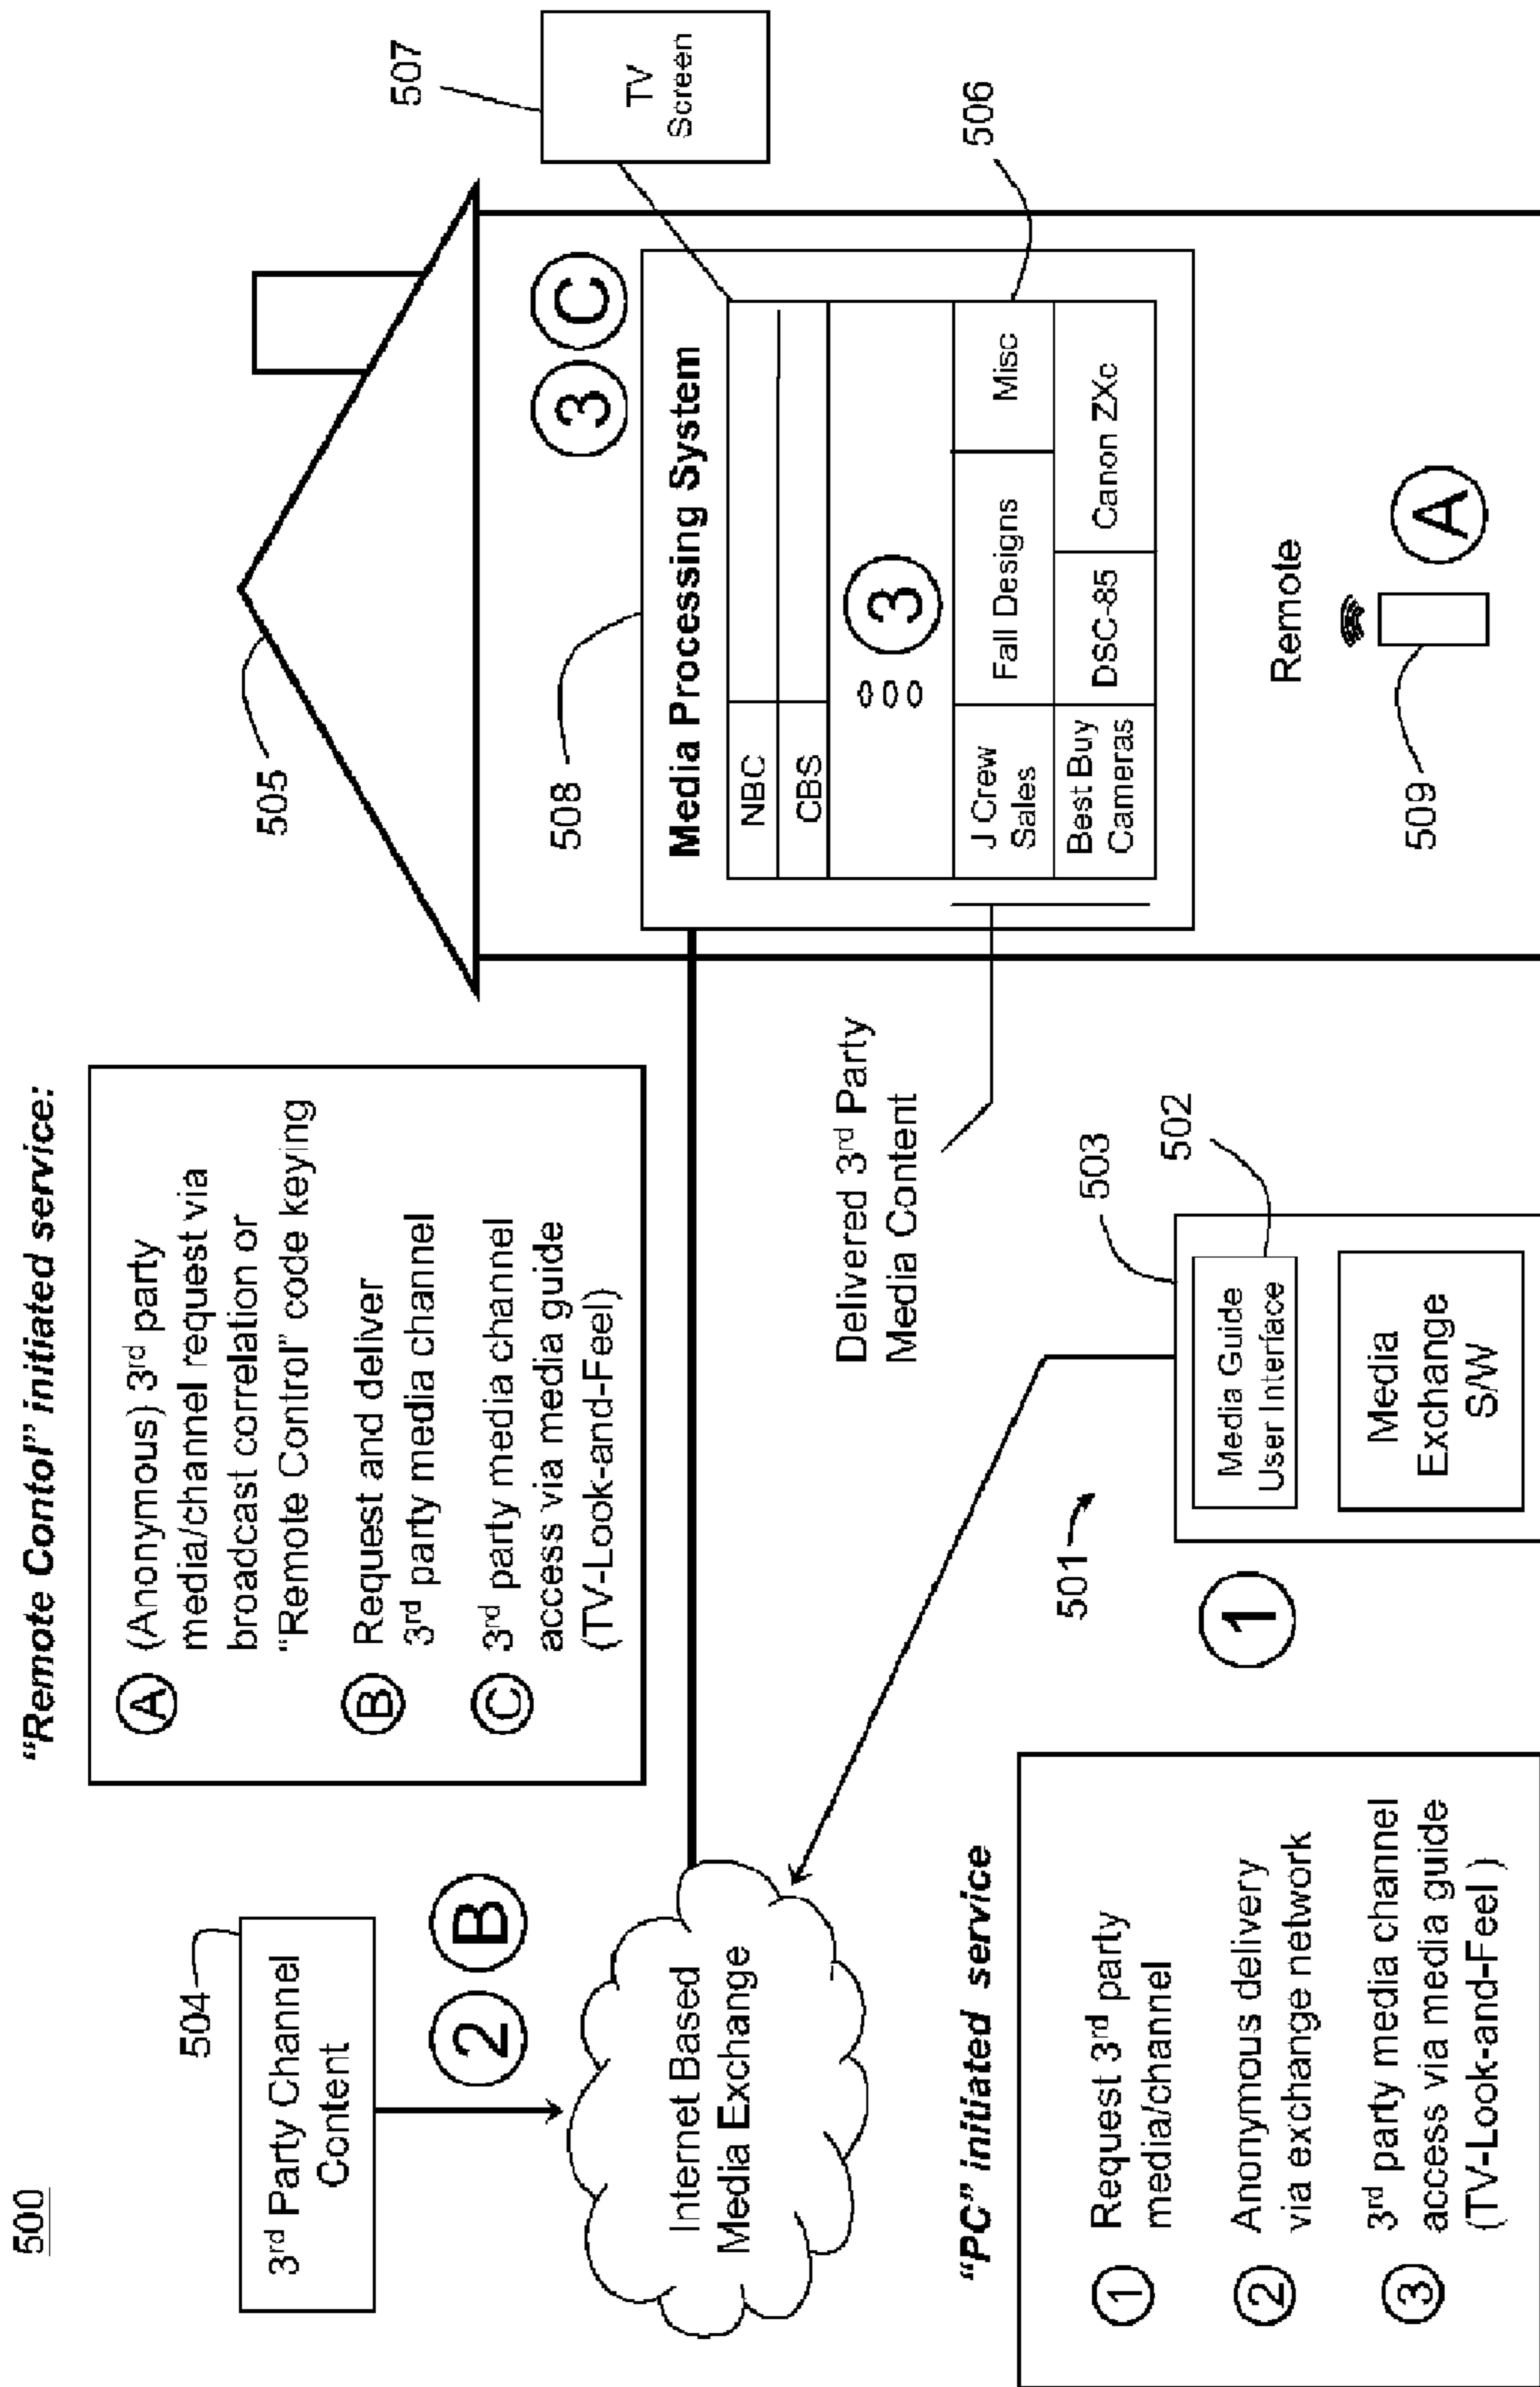 500
"Remote Contol" initiated service:
504
3rd Party Channel
Content
2
B
A
(Anonymous) 3rd party
media/channel request via
broadcast correlation or
"Remote Control" code keying
B
Request and deliver
3rd party media channel
C
3rd party media channel
access via media guide
(TV-Look-and-Feel)
Internet Based
Media Exchange
505
507
TV
Screen
3
C
508
Media Processing System
NBC
CBS
3
J Crew
Sales
Fall Designs
Misc
Best Buy
Cameras
DSC-85
Canon ZXc
506
Delivered 3rd Party
Media Content
Remote
509
A
"PC" initiated service
1
Request 3rd party
media/channel
2
Anonymous delivery
via exchange network
3
3rd party media channel
access via media guide
(TV-Look-and-Feel )
501
1
503
502
Media Guide
User Interface
Media
Exchange
S/W